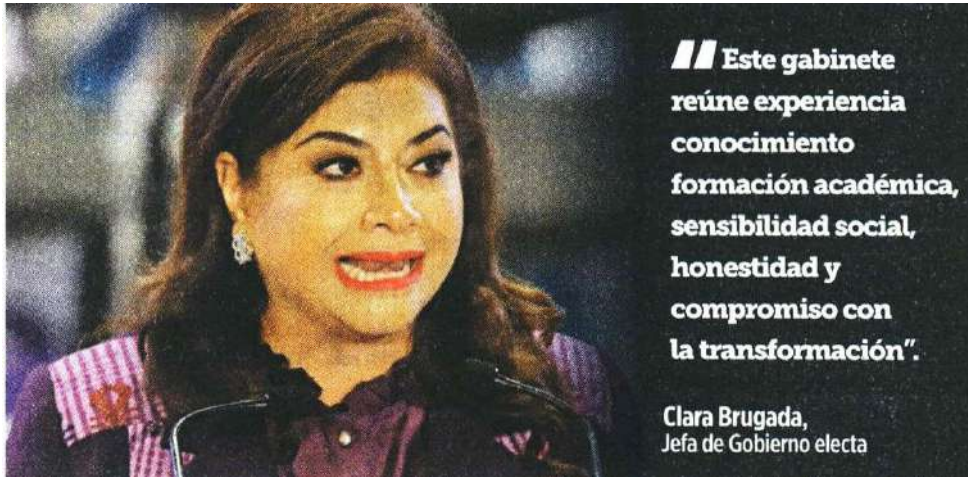 "Este gabinete
reúne experiencia
conocimiento
formación académica,
sensibilidad social,
honestidad y
compromiso con
la transformación”.
Clara Brugada,
Jefa de Gobierno electa